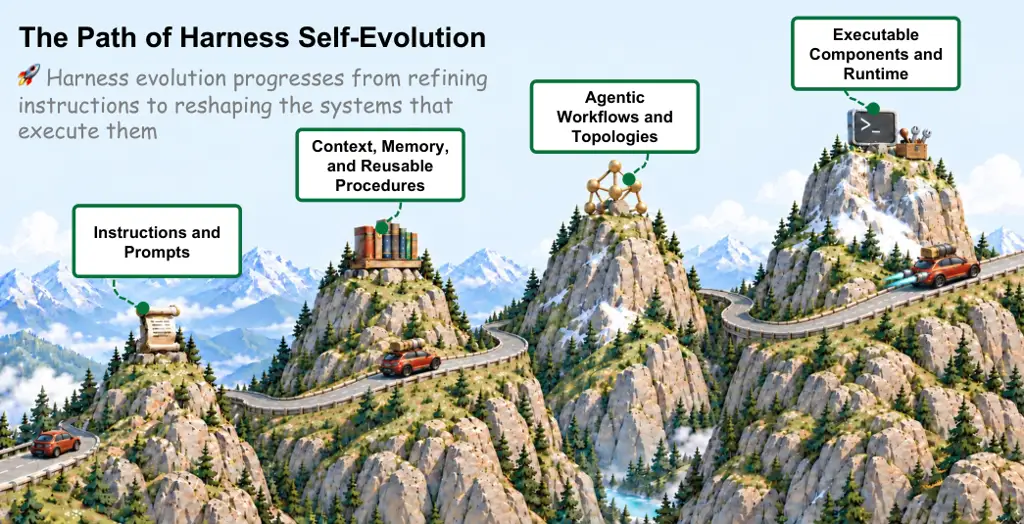 The Path of Harness Self-Evolution
🚀 Harness evolution progresses from refining
instructions to reshaping the systems that
execute them
Instructions and
Prompts
Context, Memory,
and Reusable
Procedures
Agentic
Workflows and
Topologies
Executable
Components and
Runtime
>_